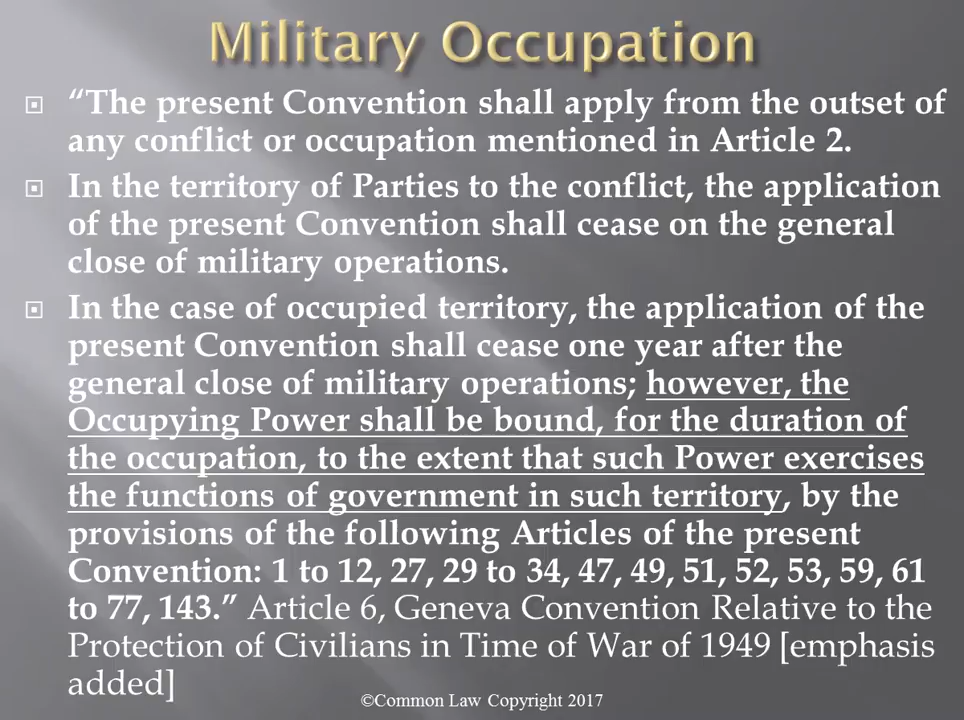 Military Occupation
“The present Convention shall apply from the outset of
any conflict or occupation mentioned in Article 2.
In the territory of Parties to the conflict, the application
of the present Convention shall cease on the general
close of military operations.
In the case of occupied territory, the application of the
present Convention shall cease one year after the
general close of military operations; however, the
Occupying Power shall be bound, for the duration of
the occupation, to the extent that such Power exercises
the functions of government in such territory, by the
provisions of the following Articles of the present
Convention: 1 to 12, 27, 29 to 34, 47, 49, 51, 52, 53, 59, 61
to 77, 143.” Article 6, Geneva Convention Relative to the
Protection of Civilians in Time of War of 1949 [emphasis
added]
©Common Law Copyright 2017